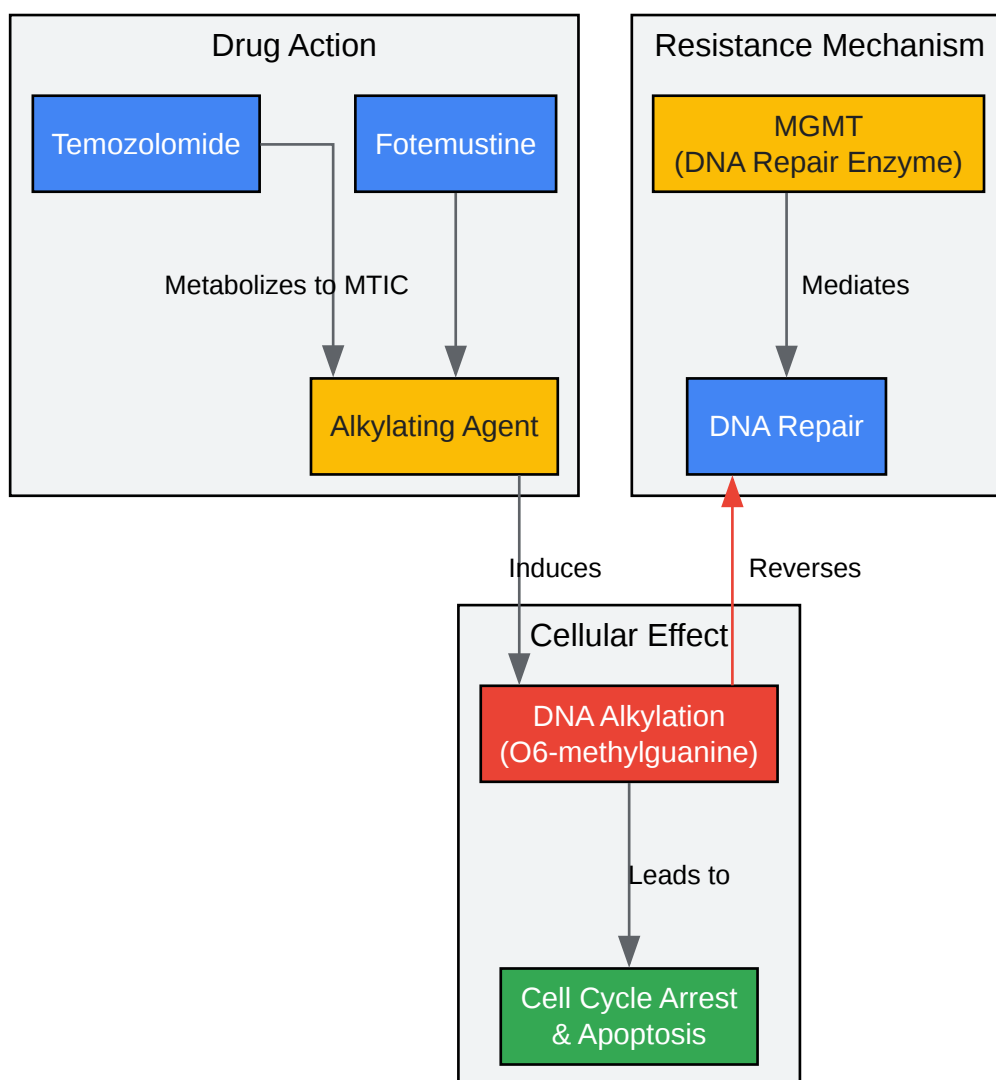 Drug Action
Temozolomide
Fotemustine
Metabolizes to MTIC
Alkylating Agent
Resistance Mechanism
MGMT
(DNA Repair Enzyme)
Mediates
DNA Repair
Induces
Reverses
Cellular Effect
DNA Alkylation
(O6-methylguanine)
Leads to
Cell Cycle Arrest
& Apoptosis